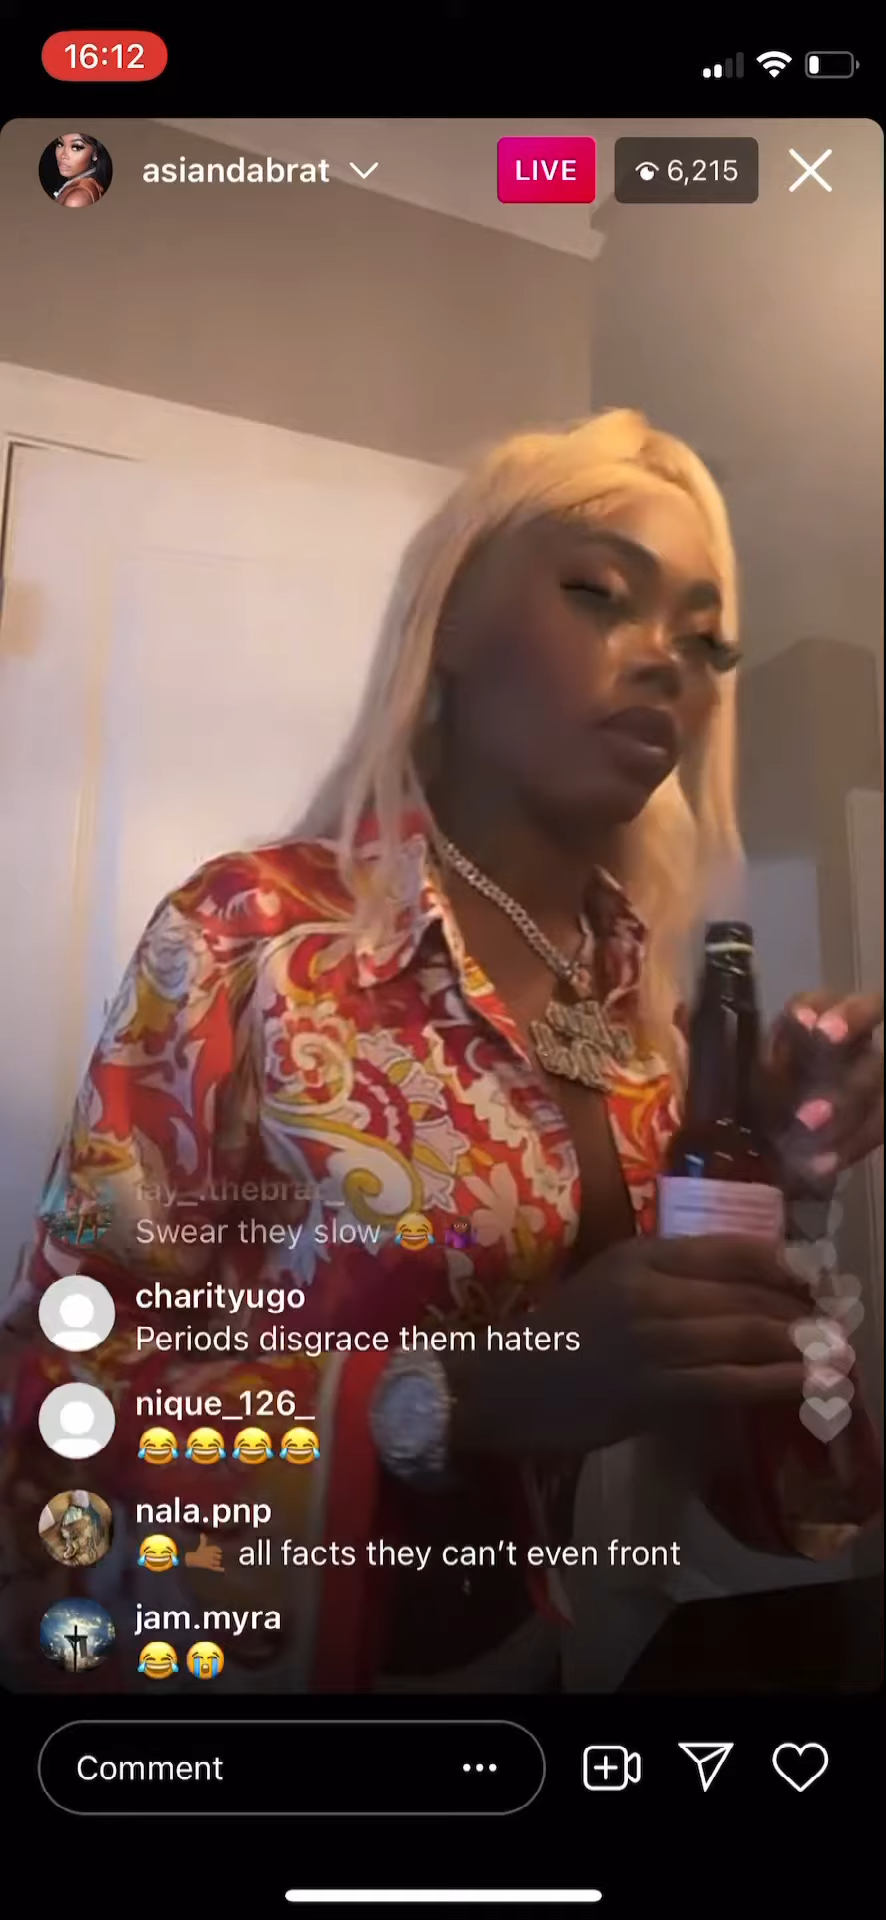 16:12
asiandabrat
LIVE
6,215
Swear they slow 😂
charityugo
Periods disgrace them haters
nique_126_
😂😂😂😂
nala.pnp
😂🤙🏾 all facts they can't even front
jam.myra
😂😭
Comment